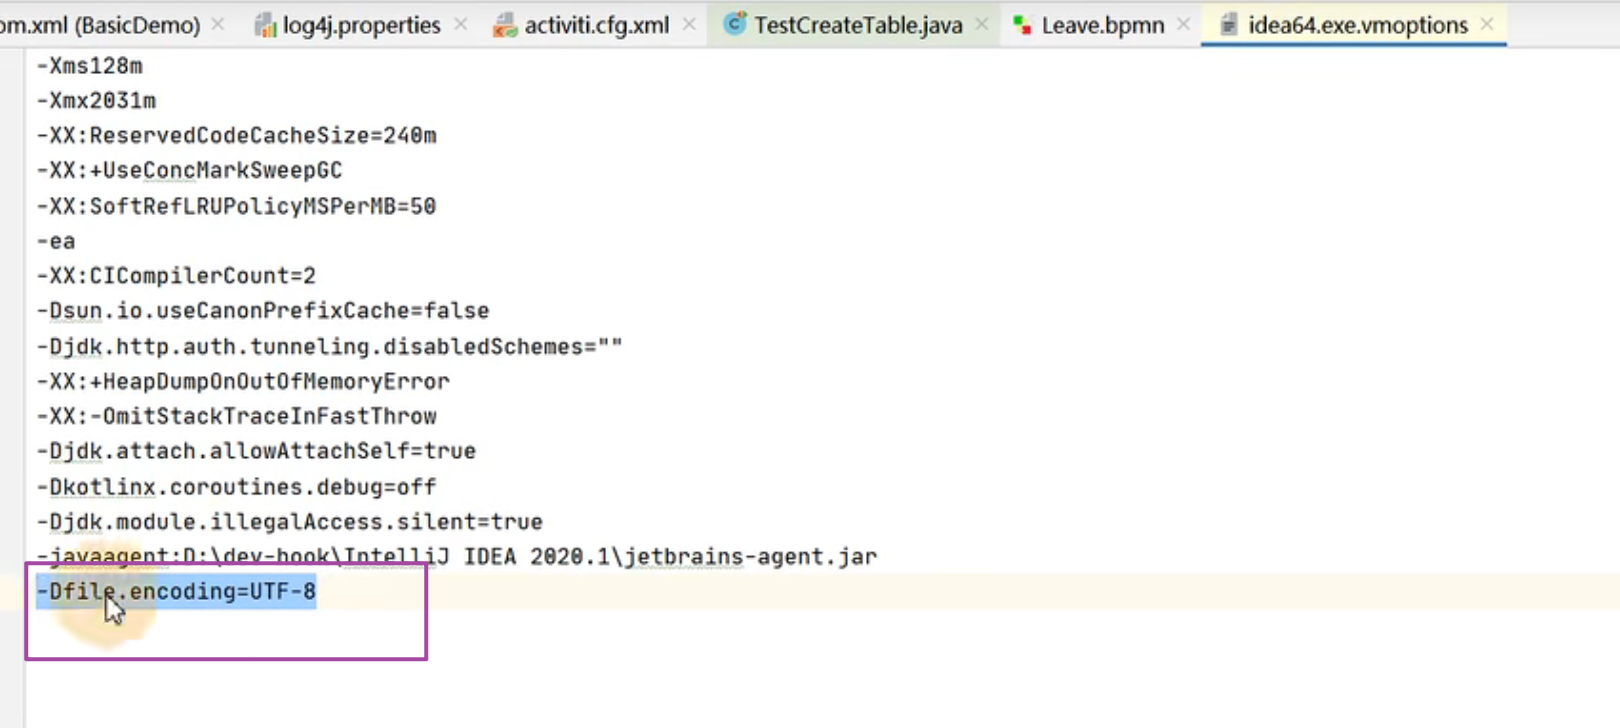 om.xml (BasicDemo) log4j.properties activiti.cfg.xml TestCreateTable.java Leave.bpmn idea64.exe.vmoptions
-Xms128m
-Xmx2031m
-XX:ReservedCodeCacheSize=240m
-XX:+UseConcMarkSweepGC
-XX:SoftRefLRUPolicyMSPerMB=50
-ea
-XX:CICompilerCount=2
-Dsun.io.useCanonPrefixCache=false
-Djdk.http.auth.tunneling.disabledSchemes=""
-XX:+HeapDumpOnOutOfMemoryError
-XX:-OmitStackTraceInFastThrow
-Djdk.attach.allowAttachSelf=true
-Dkotlinx.coroutines.debug=off
-Djdk.module.illegalAccess.silent=true
-javaagent:D:\dev-hook\IntelliJ IDEA 2020.1\jetbrains-agent.jar
-Dfile.encoding=UTF-8